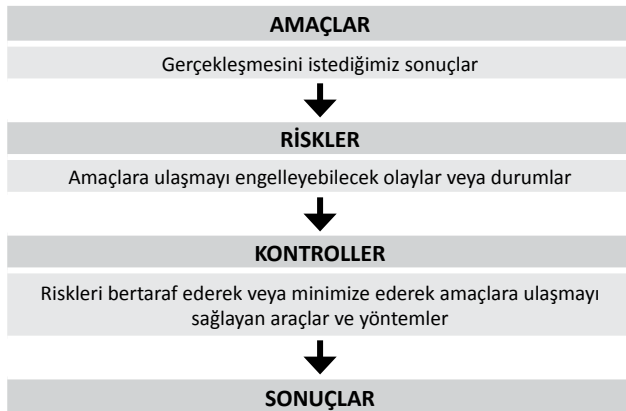 AMAÇLAR
Gerçekleşmesini istediğimiz sonuçlar
RİSKLER
Amaçlara ulaşmayı engelleyebilecek olaylar veya durumlar
KONTROLLER
Riskleri bertaraf ederek veya minimize ederek amaçlara ulaşmayı
sağlayan araçlar ve yöntemler
SONUÇLAR